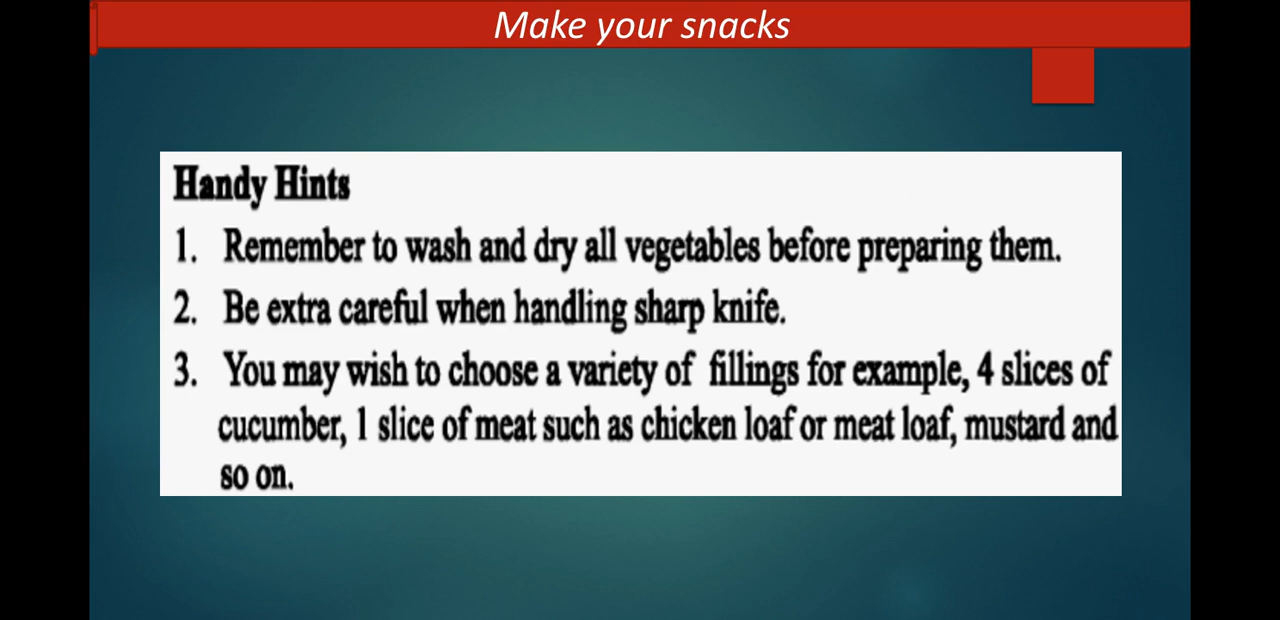 Make your snacks
Handy Hints
1. Remember to wash and dry all vegetables before preparing them.
2. Be extra careful when handling sharp knife.
3. You may wish to choose a variety of fillings for example, 4 slices of
cucumber, 1 slice of meat such as chicken loaf or meat loaf, mustard and
so on.